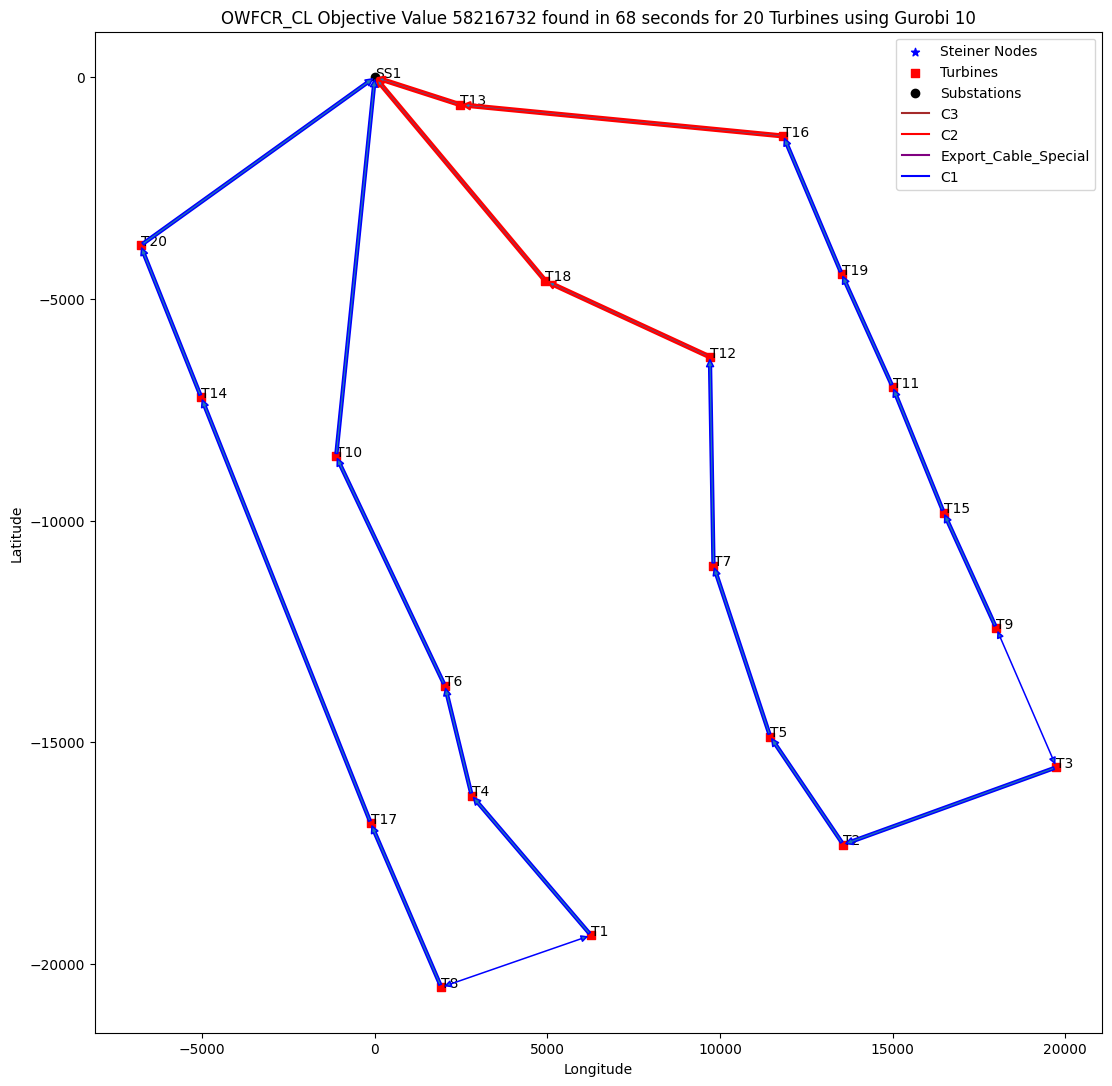 OWFCR_CL Objective Value 58216732 found in 68 seconds for 20 Turbines using Gurobi 10
Steiner Nodes
Turbines
Substations
C3
C2
Export_Cable_Special
C1
0
−5000
−10000
−15000
−20000
Latitude
SS1
T13
T16
T20
T19
T18
T12
T11
T14
T10
T15
T7
T9
T6
T5
T3
T4
T17
T2
T1
T8
−5000
0
5000
10000
15000
20000
Longitude